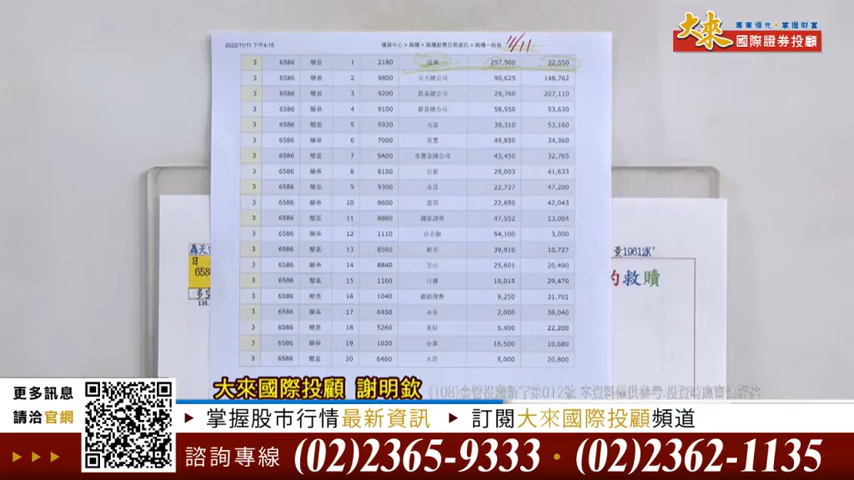 大來
專業領先・掌握財富
國際證券投顧
2022/11/11 下午4:15
11/11
3 6586 醣基 1 2180 亞東 297,500 22,550
3 6586 醣基 2 9800 元大總公司 90,625 148,762
3 6586 醣基 3 9200 凱基總公司 29,760 207,110
3 6586 醣基 4 9100 群益總公司 58,550 53,630
3 6586 醣基 5 5920 元富 39,310 53,160
3 6586 醣基 6 7000 兆豐 49,850 34,360
3 6586 醣基 7 9A00 永豐金總公司 43,450 32,765
3 6586 醣基 8 8150 台新 29,003 41,633
3 6586 醣基 9 9300 永昌 22,727 47,200
3 6586 醣基 10 9600 富邦 22,650 42,043
3 6586 醣基 11 8880 國泰證券 47,552 13,004
3 6586 醣基 12 1110 台企銀 54,100 3,000
3 6586 醣基 13 8560 新光 39,910 10,727
3 6586 醣基 14 8840 玉山 25,601 20,490
3 6586 醣基 15 1160 日盛 15,015 29,470
3 6586 醣基 16 1040 臺銀證券 9,250 31,701
3 6586 醣基 17 2,000 38,040
3 6586 醣基 18 5260 5,400 22,200
3 6586 醣基 19 1020 合庫 16,500 10,680
3 6586 醣基 20 6460 大昌 5,000 20,800
量19612K
的救贖
大來國際投顧 謝明欽
更多訊息
請洽官網
掌握股市行情最新資訊 訂閱大來國際投顧頻道
諮詢專線 (02)2365-9333・(02)2362-1135